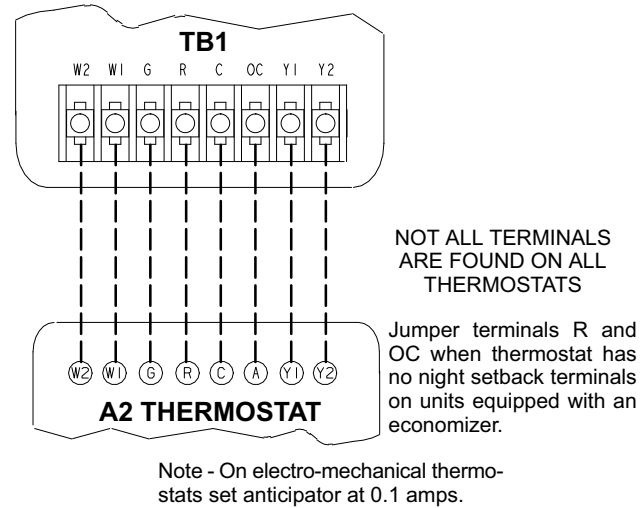 TB1
W2 W1 G R C OC Y1 Y2
NOT ALL TERMINALS
ARE FOUND ON ALL
THERMOSTATS
Jumper terminals R and
OC when thermostat has
no night setback terminals
on units equipped with an
economizer.
W2 W1 G R C A Y1 Y2
A2 THERMOSTAT
Note - On electro-mechanical thermo-
stats set anticipator at 0.1 amps.